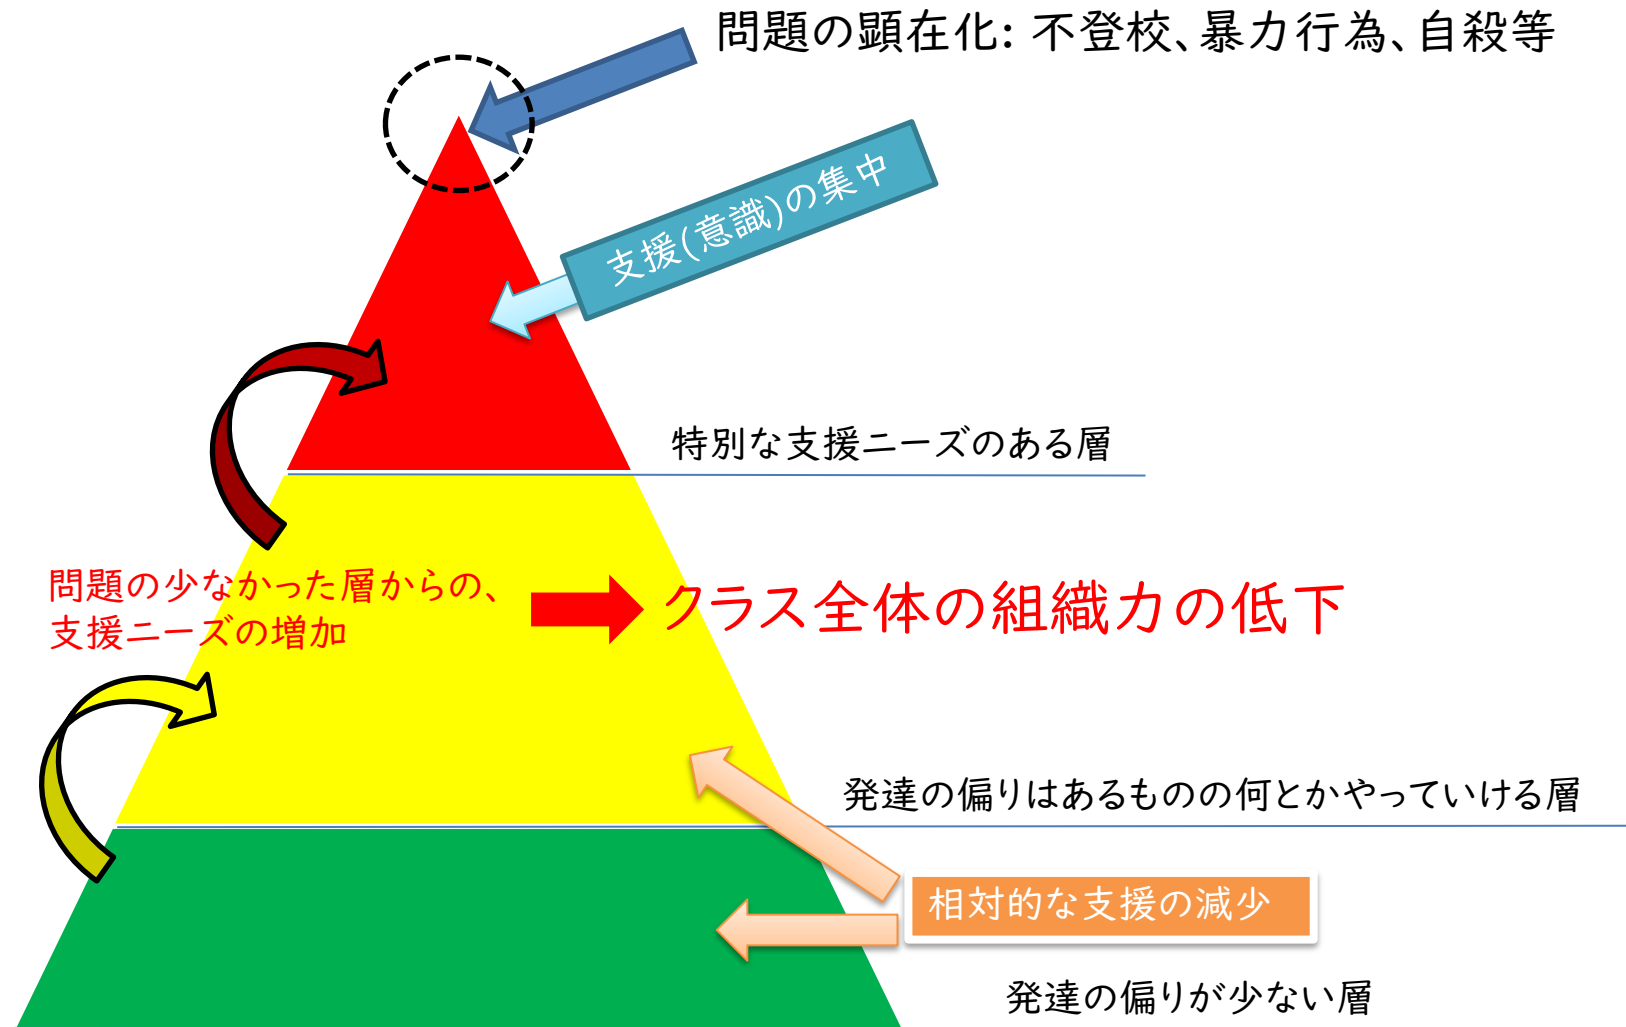 問題の顕在化: 不登校、暴力行為、自殺等
支援(意識)の集中
特別な支援ニーズのある層
問題の少なかった層からの、
支援ニーズの増加
クラス全体の組織力の低下
発達の偏りはあるものの何とかやっていける層
相対的な支援の減少
発達の偏りが少ない層